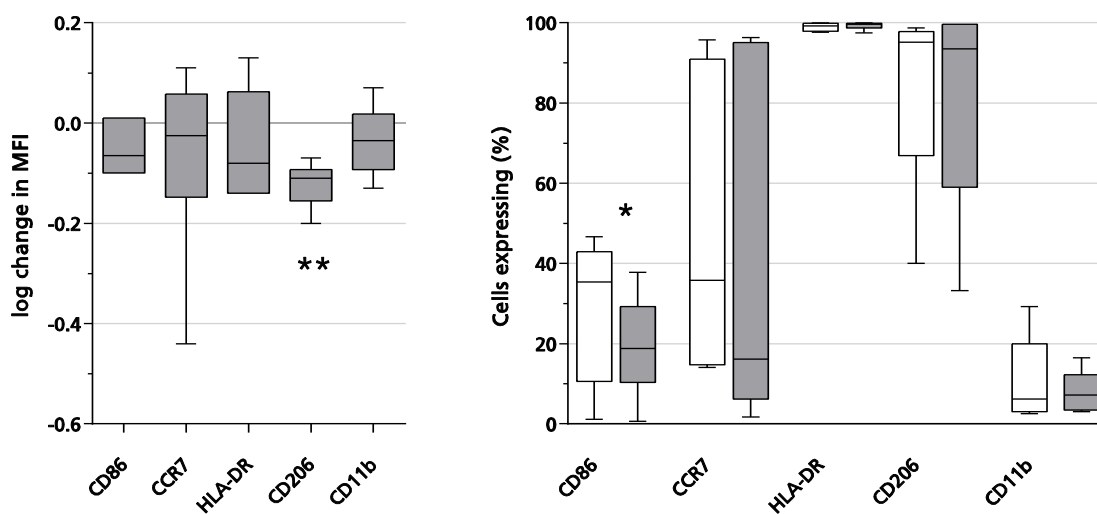 log change in MFI
0.2
0.0
-0.2
-0.4
-0.6
**
CD86
CCR7
HLA-DR
CD206
CD11b
Cells expressing (%)
100
80
60
40
20
0
*
CD86
CCR7
HLA-DR
CD206
CD11b